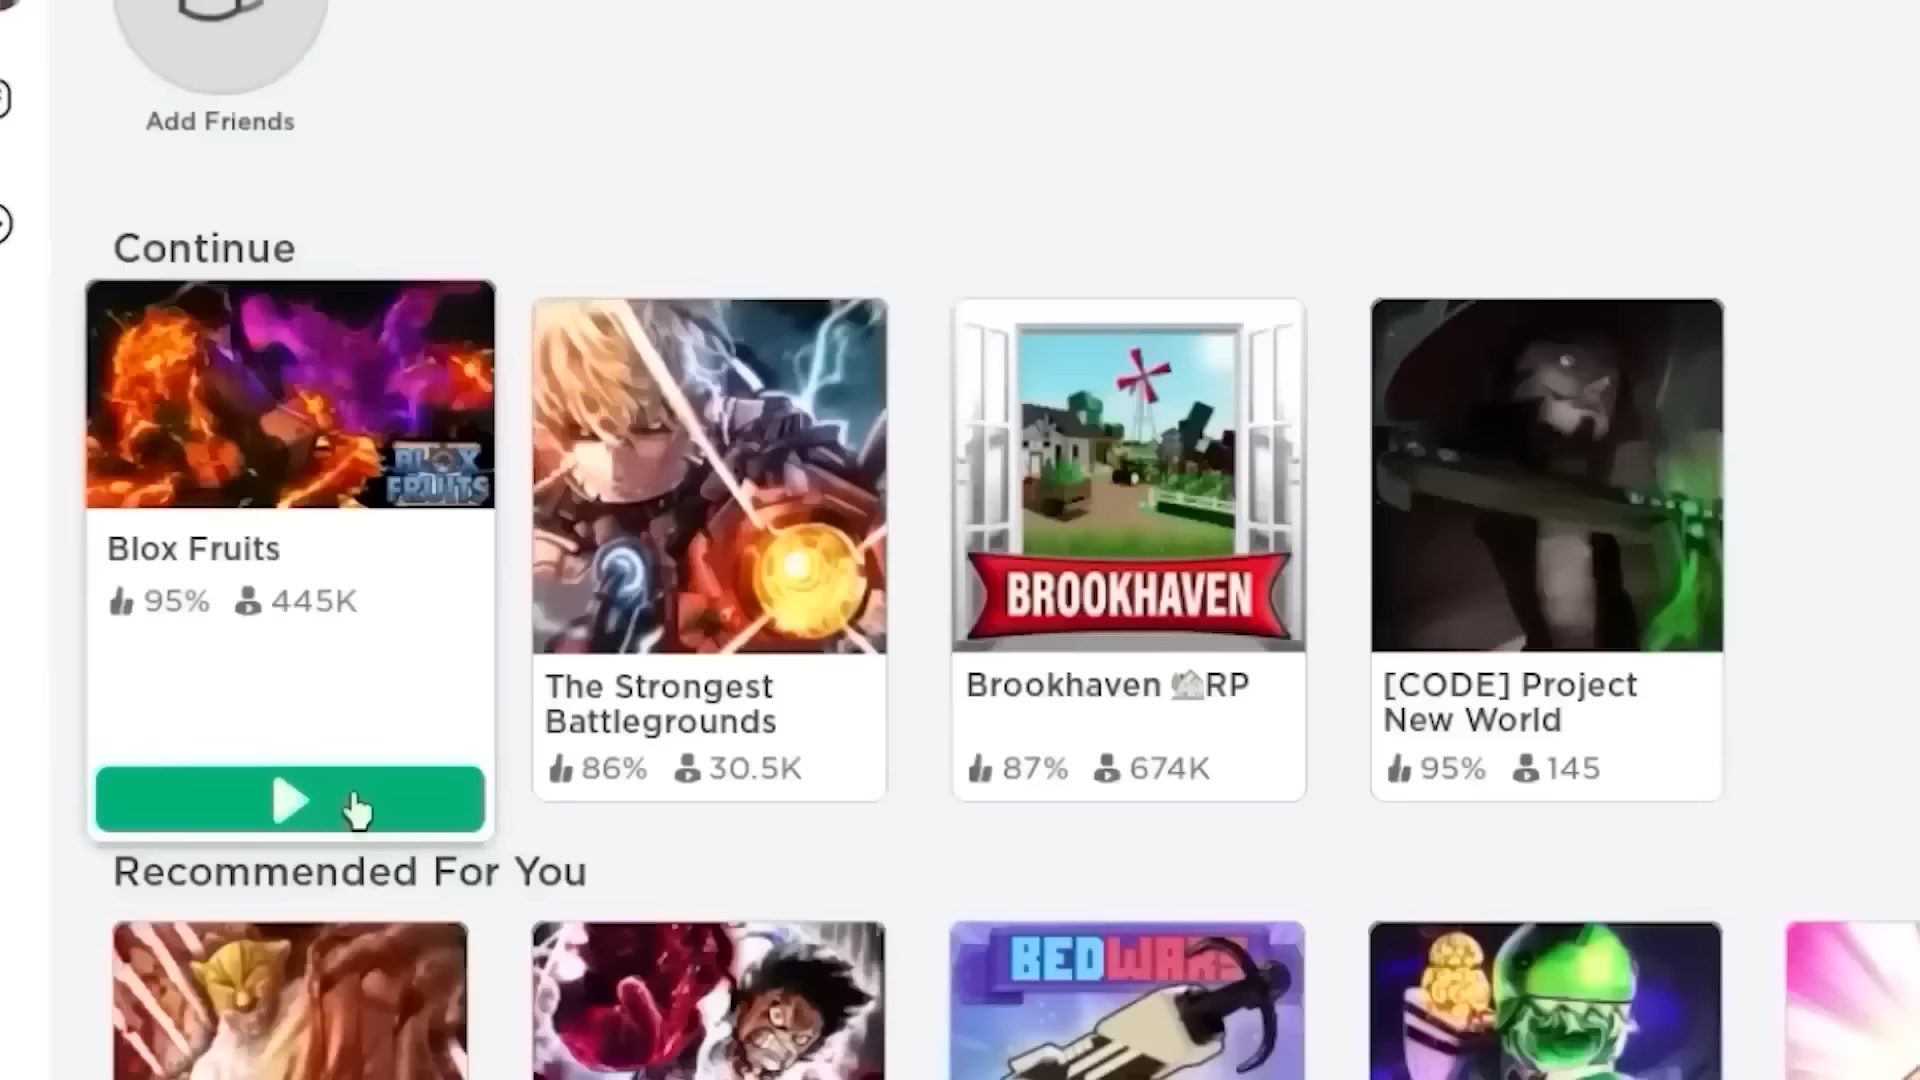 Add Friends
Continue
BLOX
FRUITS
Blox Fruits
95% 445K
The Strongest
Battlegrounds
86% 30.5K
BROOKHAVEN
Brookhaven 🏠RP
87% 674K
[CODE] Project
New World
95% 145
Recommended For You
BEDWARS